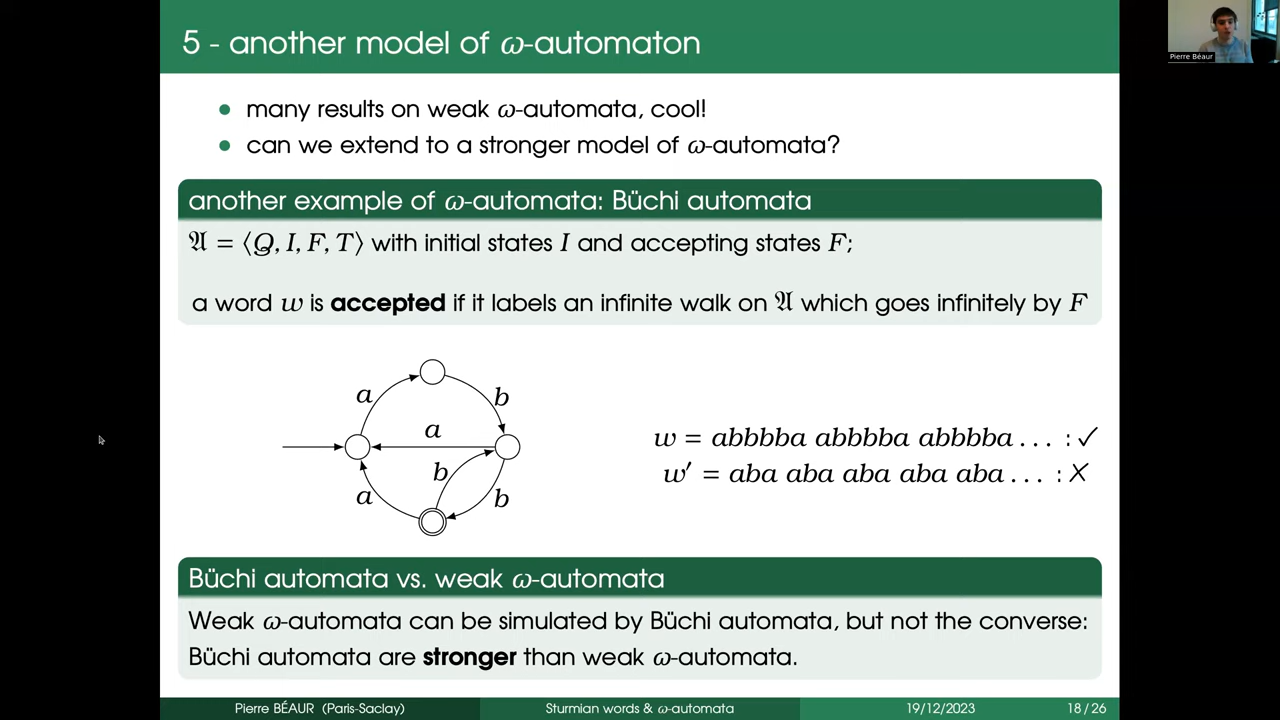 5 - another model of ω-automaton
Pierre Béaur
• many results on weak ω-automata, cool!
• can we extend to a stronger model of ω-automata?
another example of ω-automata: Büchi automata
𝔄 = ⟨Q, I, F, T⟩ with initial states I and accepting states F;
a word w is accepted if it labels an infinite walk on 𝔄 which goes infinitely by F
a
b
a
b
a
b
w = abbbba abbbba abbbba . . . : ✓
w′ = aba aba aba aba aba . . . : ✗
Büchi automata vs. weak ω-automata
Weak ω-automata can be simulated by Büchi automata, but not the converse:
Büchi automata are stronger than weak ω-automata.
Pierre BÉAUR (Paris-Saclay)
Sturmian words & ω-automata
19/12/2023
18 / 26